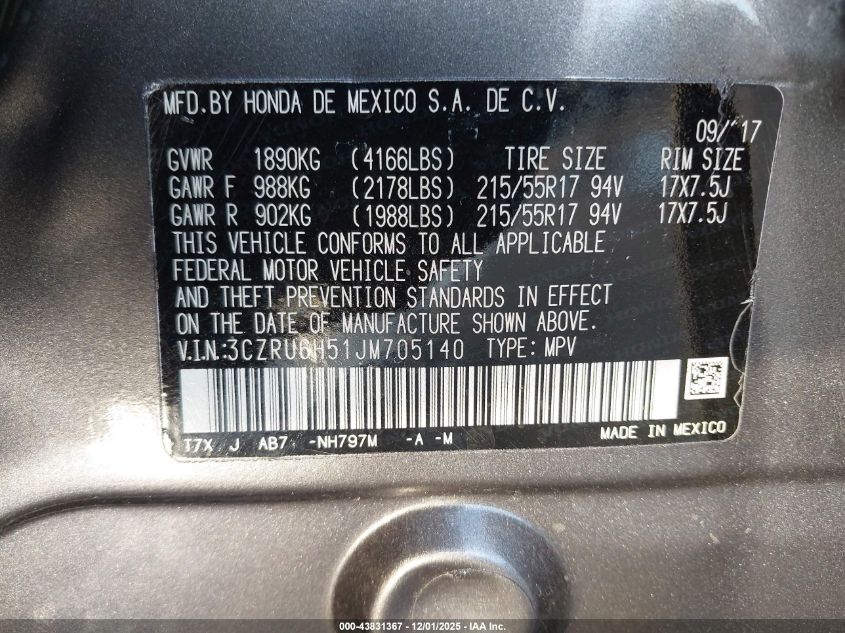 MFD.BY HONDA DE MEXICO S.A. DE C.V.
09/'17
GVWR 1890KG (4166LBS) TIRE SIZE RIM SIZE
GAWR F 988KG (2178LBS) 215/55R17 94V 17X7.5J
GAWR R 902KG (1988LBS) 215/55R17 94V 17X7.5J
THIS VEHICLE CONFORMS TO ALL APPLICABLE
FEDERAL MOTOR VEHICLE SAFETY
AND THEFT PREVENTION STANDARDS IN EFFECT
ON THE DATE OF MANUFACTURE SHOWN ABOVE.
V.I.N:3CZRU6H51JM705140 TYPE: MPV
T7X J AB7 -NH797M -A -M
MADE IN MEXICO
000-43831367 - 12/01/2025 - IAA Inc.